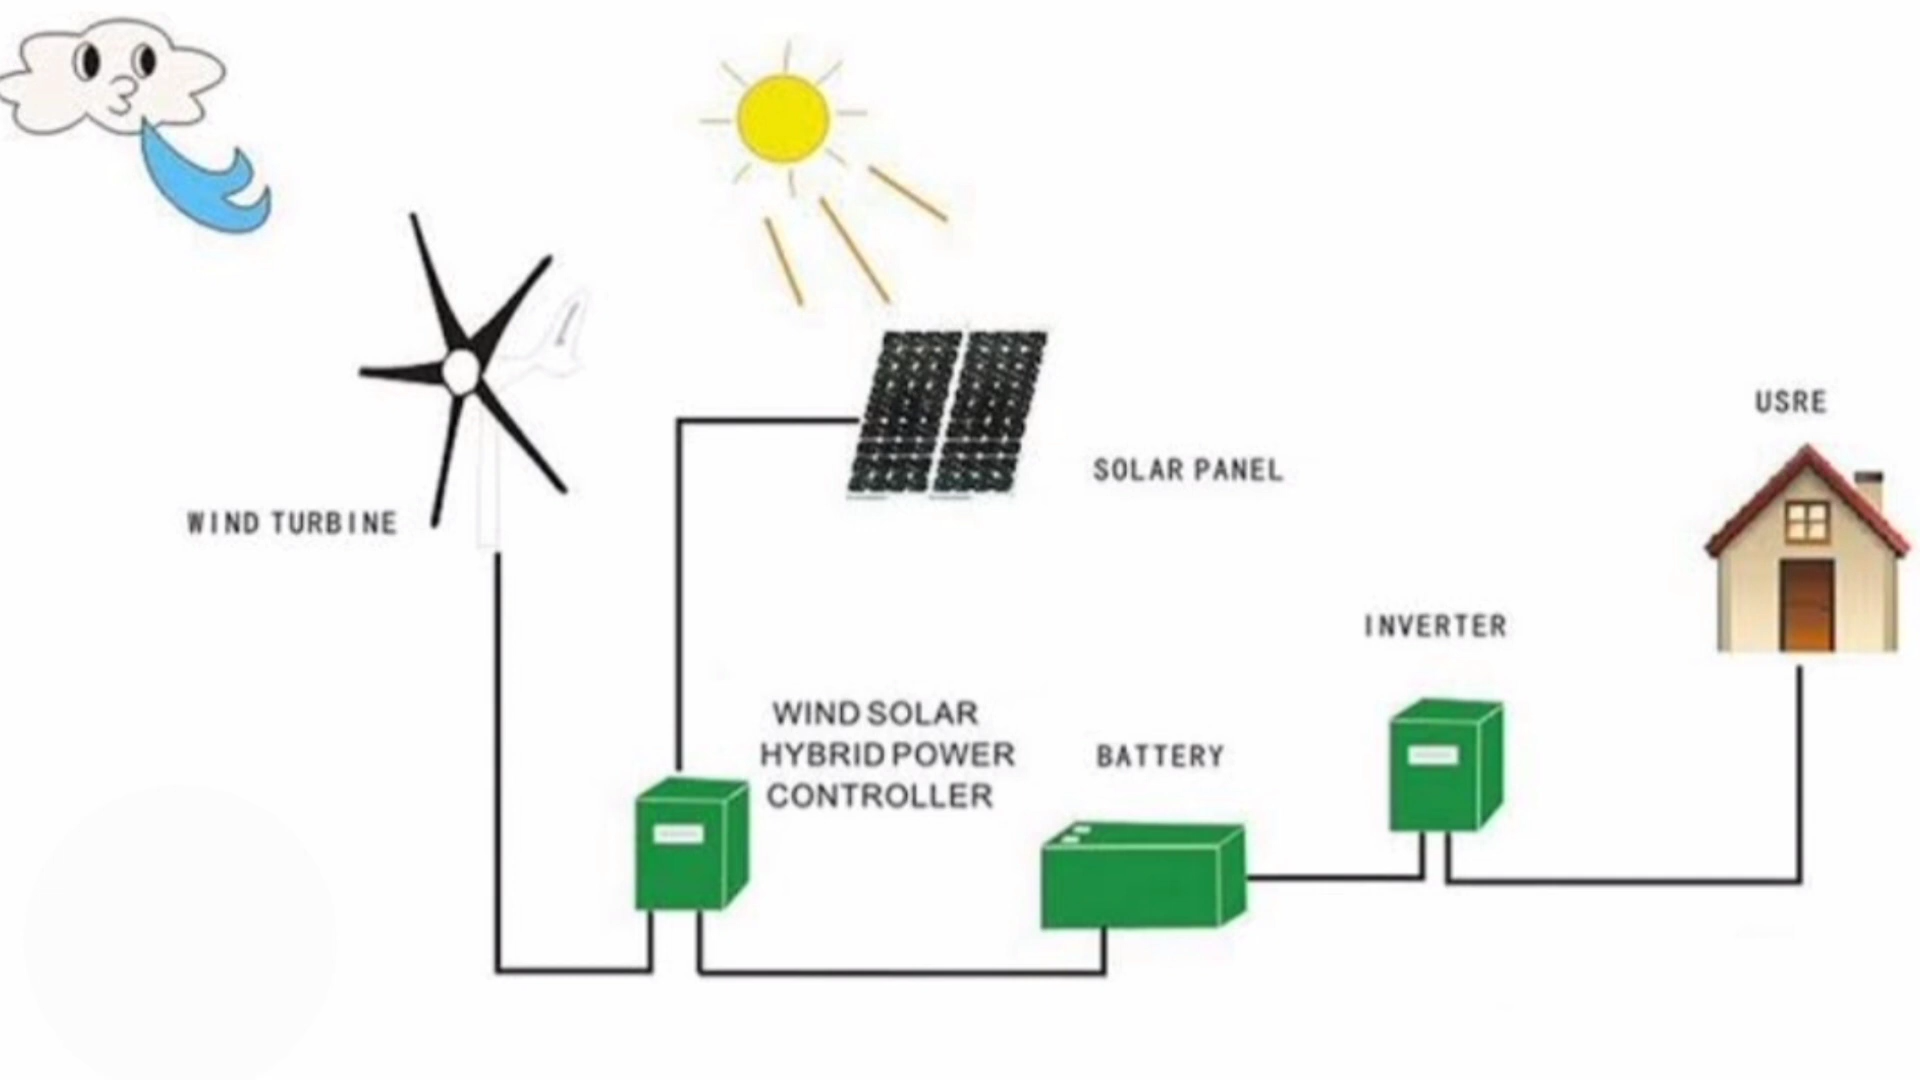 USRE
SOLAR PANEL
WIND TURBINE
INVERTER
WIND SOLAR
HYBRID POWER
CONTROLLER
BATTERY